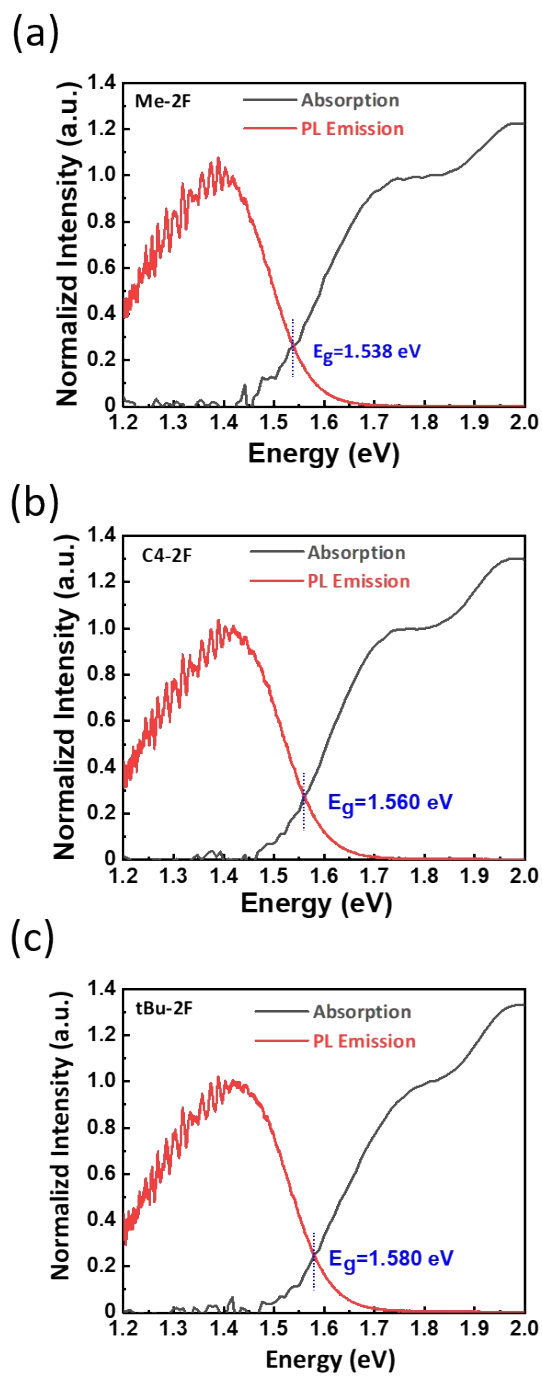 (a)
Me-2F
Absorption
PL Emission
Eg=1.538 eV
Normalizd Intensity (a.u.)
1.4
1.2
1.0
0.8
0.6
0.4
0.2
0
1.2 1.3 1.4 1.5 1.6 1.7 1.8 1.9 2.0
Energy (eV)
(b)
C4-2F
Absorption
PL Emission
Eg=1.560 eV
Normalizd Intensity (a.u.)
1.4
1.2
1.0
0.8
0.6
0.4
0.2
0
1.2 1.3 1.4 1.5 1.6 1.7 1.8 1.9 2.0
Energy (eV)
(c)
tBu-2F
Absorption
PL Emission
Eg=1.580 eV
Normalizd Intensity (a.u.)
1.4
1.2
1.0
0.8
0.6
0.4
0.2
0
1.2 1.3 1.4 1.5 1.6 1.7 1.8 1.9 2.0
Energy (eV)